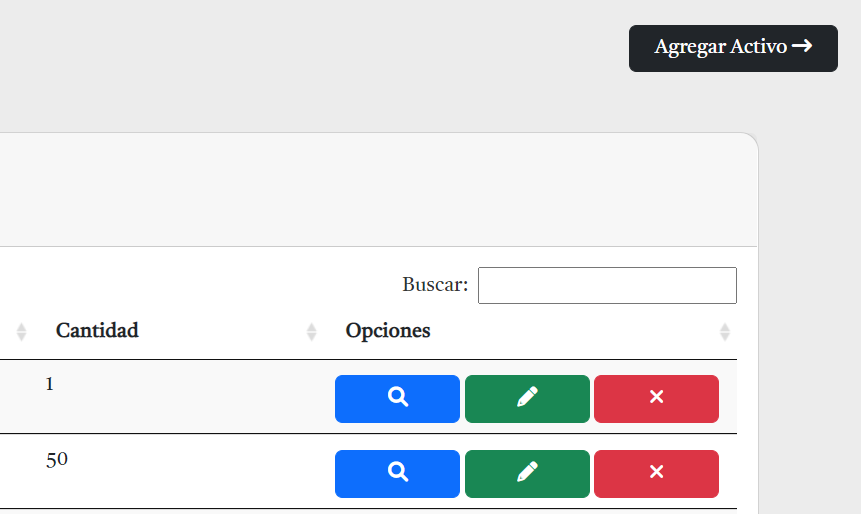 Agregar Activo
Buscar:
Cantidad Opciones
1
50